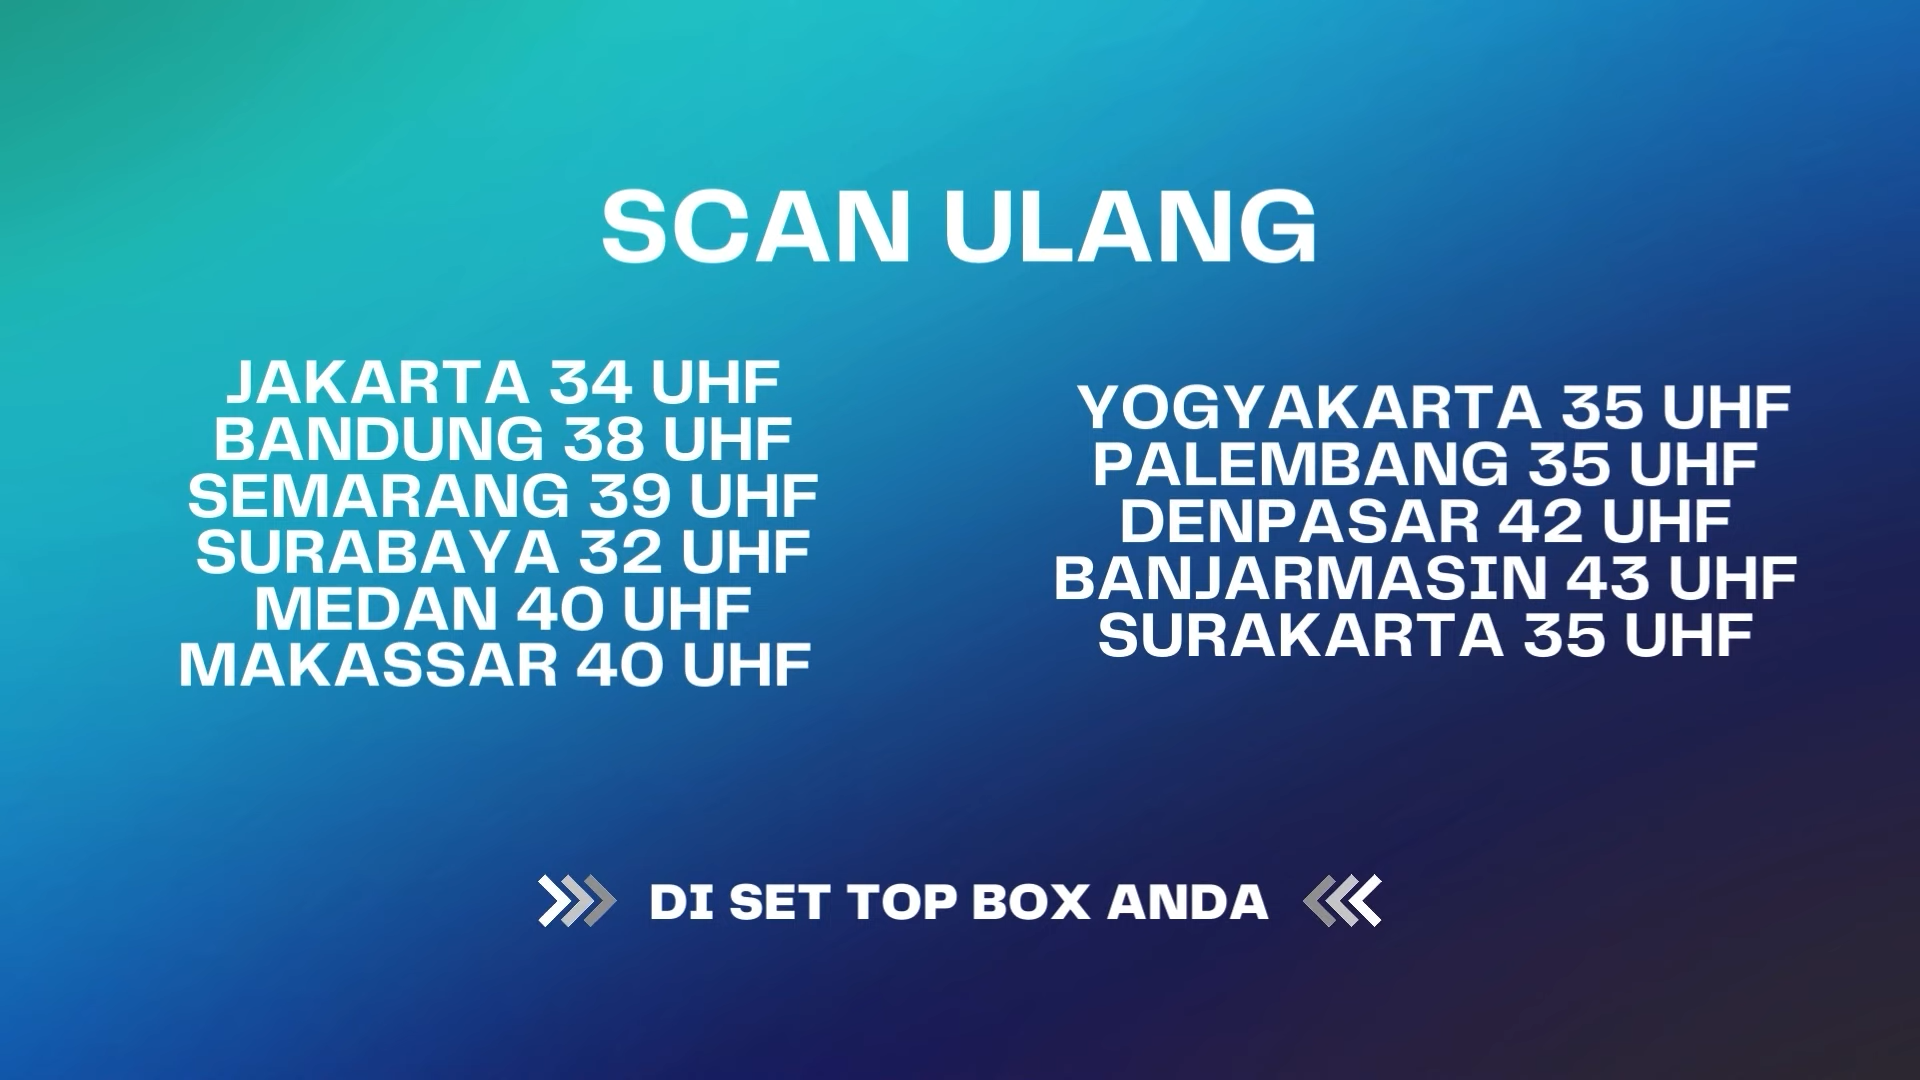 SCAN ULANG
JAKARTA 34 UHF
BANDUNG 38 UHF
SEMARANG 39 UHF
SURABAYA 32 UHF
MEDAN 40 UHF
MAKASSAR 40 UHF
YOGYAKARTA 35 UHF
PALEMBANG 35 UHF
DENPASAR 42 UHF
BANJARMASIN 43 UHF
SURAKARTA 35 UHF
DI SET TOP BOX ANDA